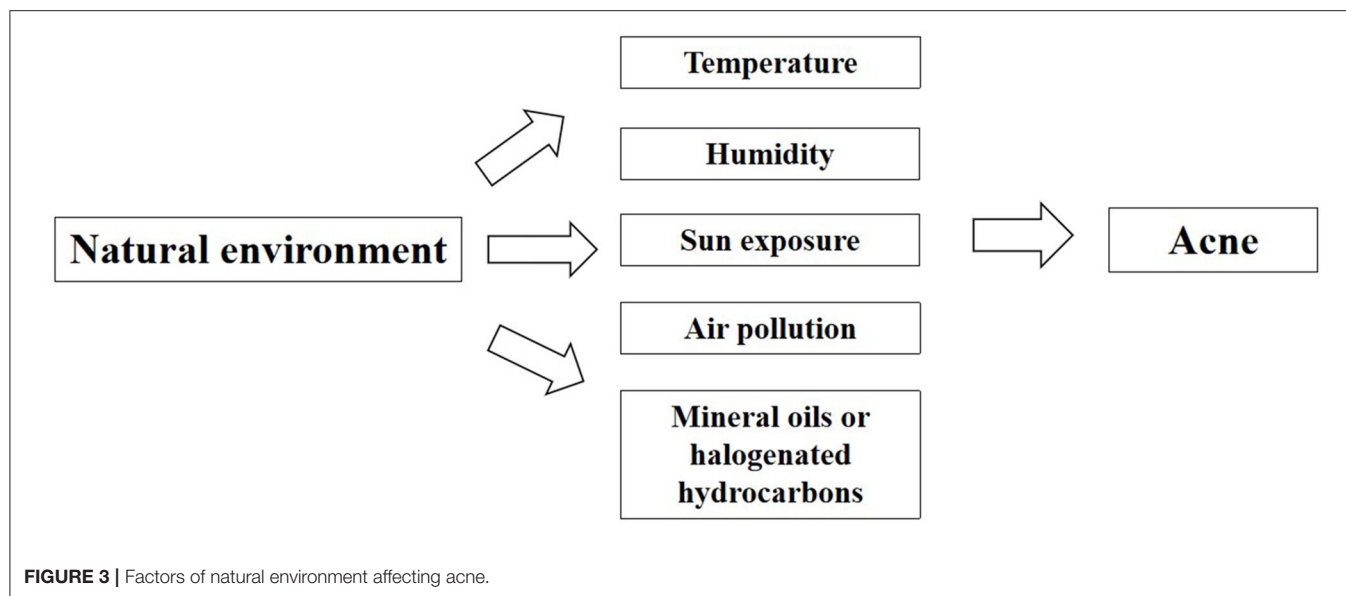 Temperature
Humidity
Natural environment
Sun exposure
Acne
Air pollution
Mineral oils or
halogenated
hydrocarbons
FIGURE 3 | Factors of natural environment affecting acne.